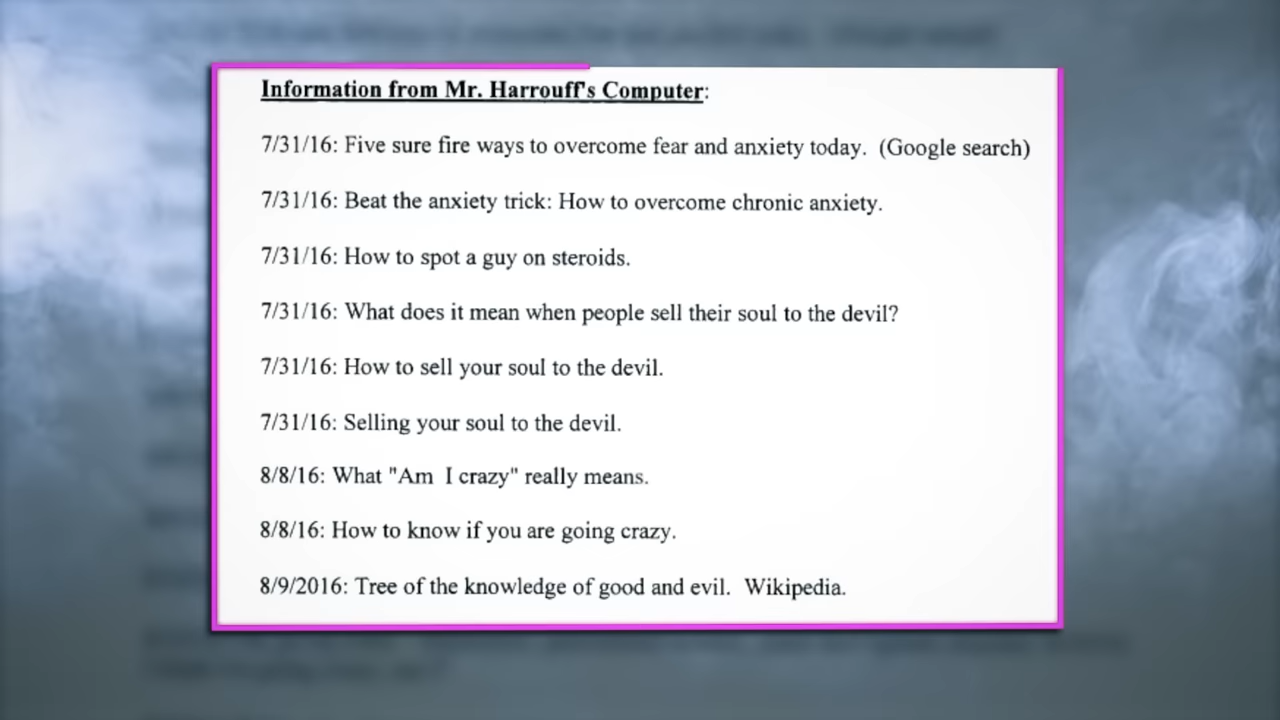 Information from Mr. Harrouff's Computer:
7/31/16: Five sure fire ways to overcome fear and anxiety today. (Google search)
7/31/16: Beat the anxiety trick: How to overcome chronic anxiety.
7/31/16: How to spot a guy on steroids.
7/31/16: What does it mean when people sell their soul to the devil?
7/31/16: How to sell your soul to the devil.
7/31/16: Selling your soul to the devil.
8/8/16: What "Am I crazy" really means.
8/8/16: How to know if you are going crazy.
8/9/2016: Tree of the knowledge of good and evil. Wikipedia.